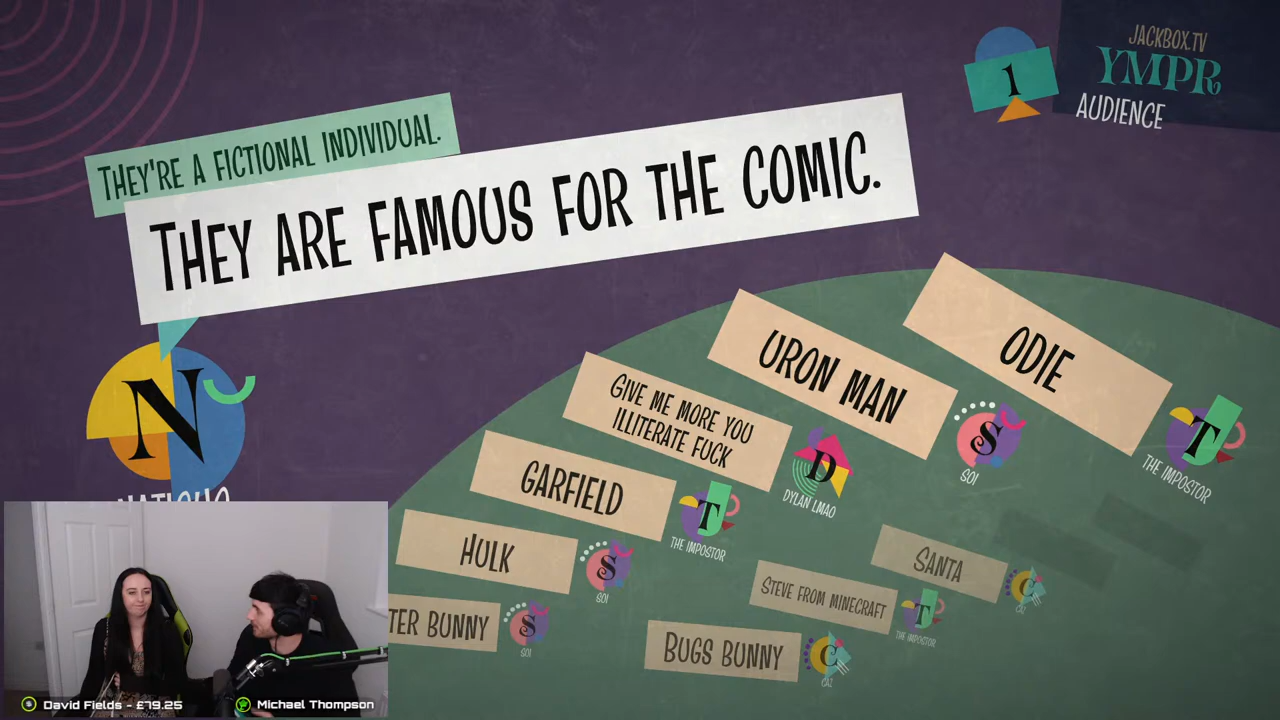 JACKBOX.TV
YMPR
1
AUDIENCE
THEY'RE A FICTIONAL INDIVIDUAL.
THEY ARE FAMOUS FOR THE COMIC.
N
ODIE
T
THE IMPOSTOR
URON MAN
S
SOI
GIVE ME MORE YOU
ILLITERATE FUCK
D
DYLAN LMAO
GARFIELD
T
THE IMPOSTOR
HULK
S
SOI
TER BUNNY
S
SOI
SANTA
C
STEVE FROM MINECRAFT
T
THE IMPOSTOR
BUGS BUNNY
C
CAZ
David Fields - £79.25
Michael Thompson